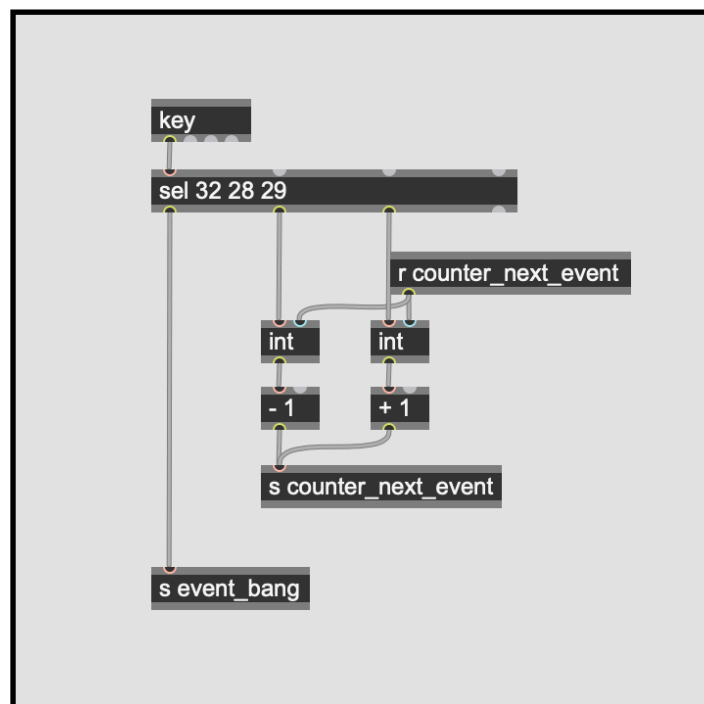 key
sel 32 28 29
r counter_next_event
int
int
- 1
+ 1
s counter_next_event
s event_bang